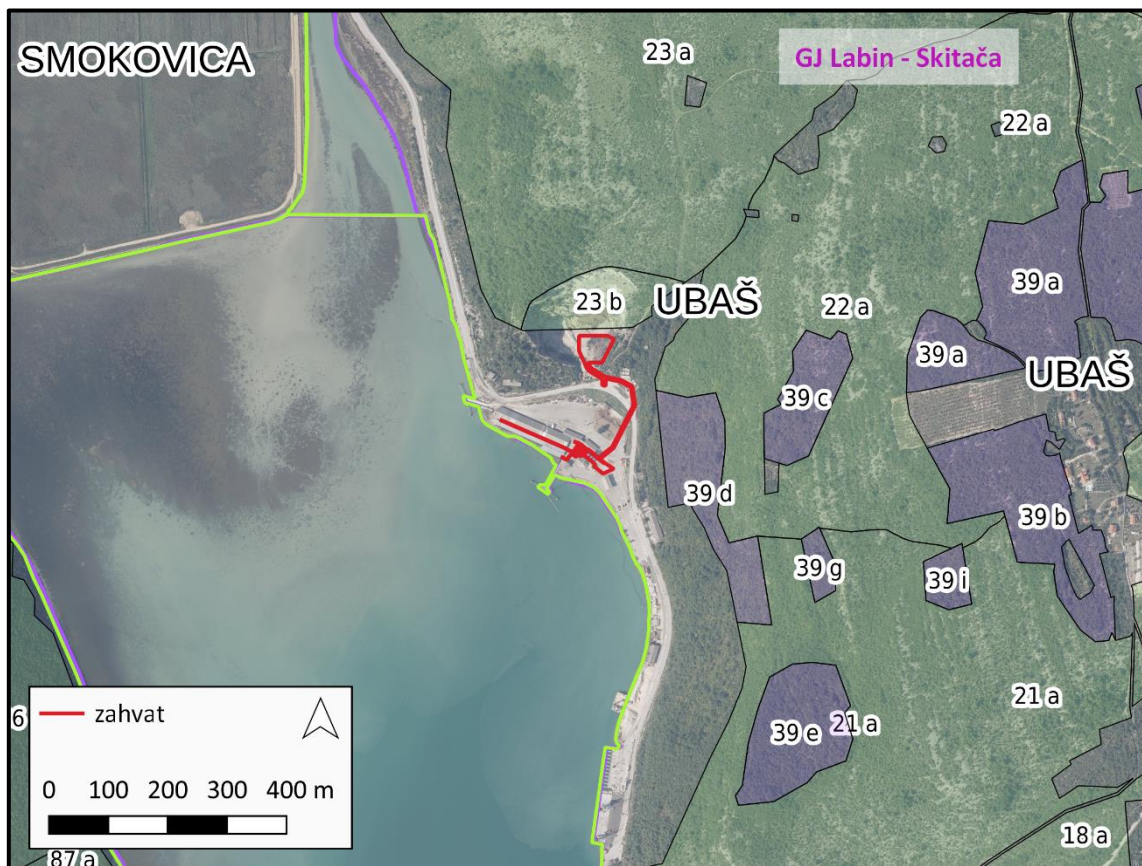 SMOKOVICA
23 a
GJ Labin - Skitača
22 a
39 a
23 b
UBAŠ
22 a
39 a
UBAŠ
39 c
39 d
39 b
39 g
39 i
21 a
39 e
21 a
6
zahvat
0 100 200 300 400 m
18 a
87 a